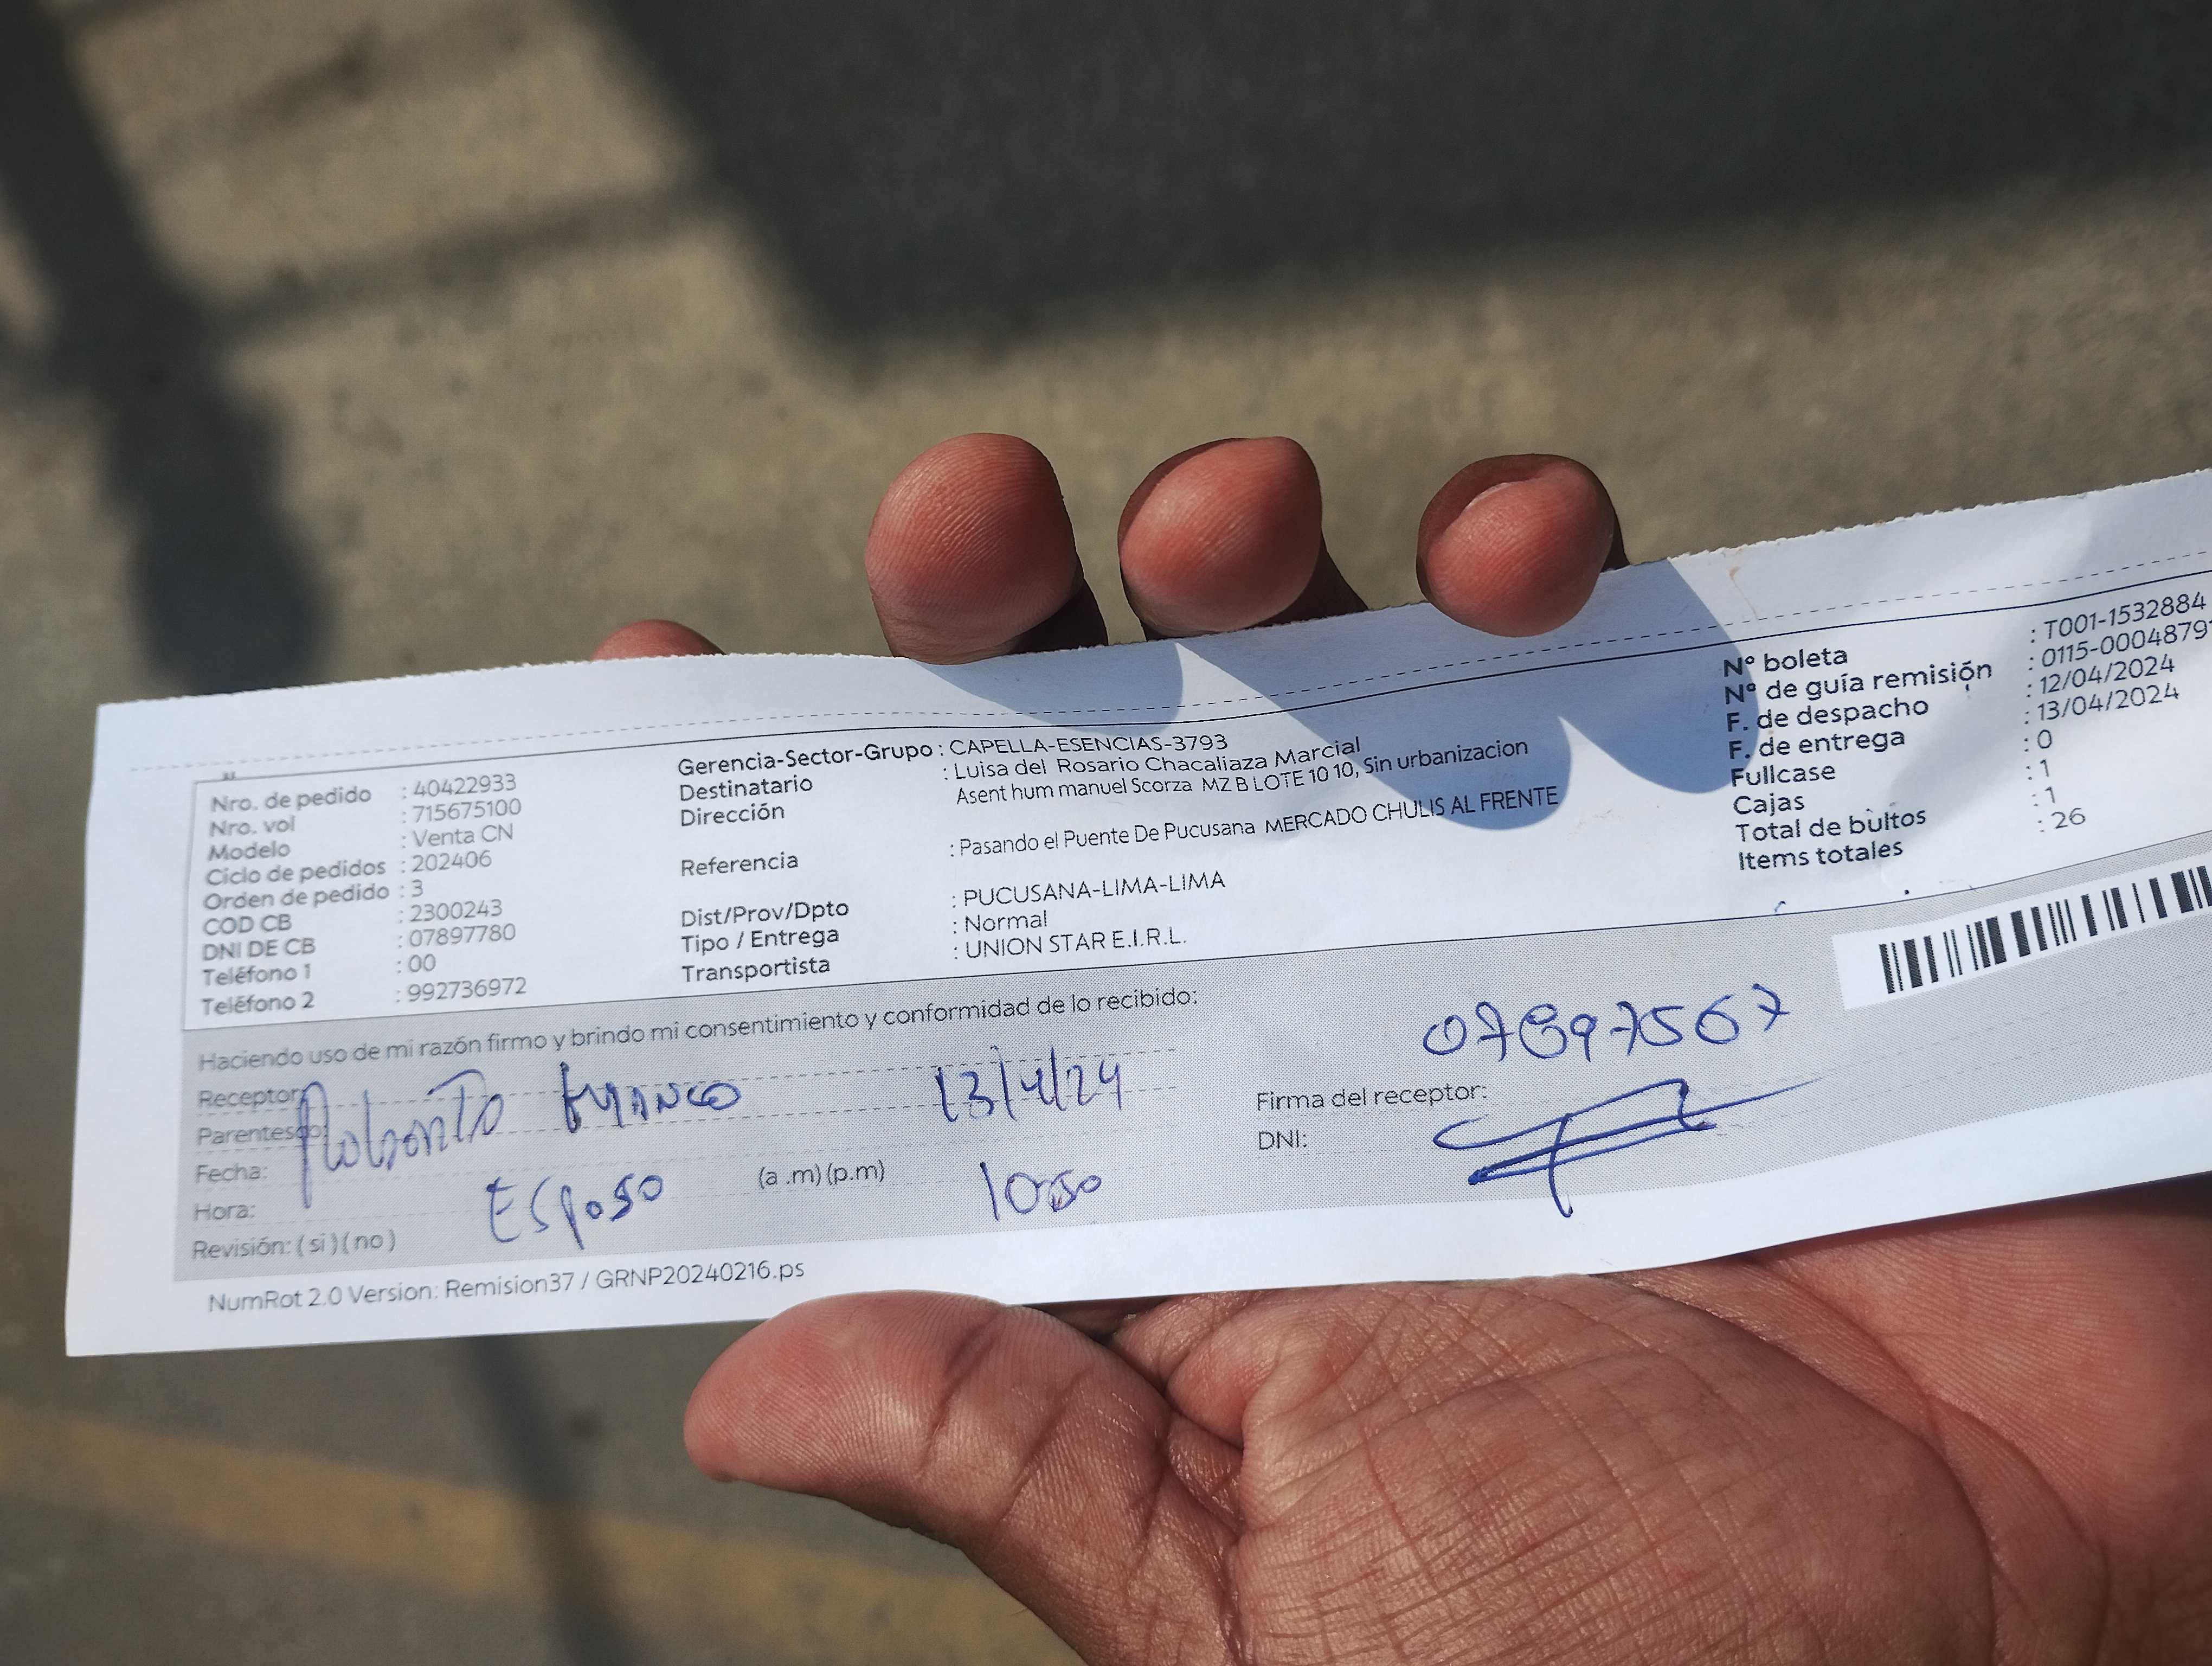 Nro. de pedido : 40422933
Nro. vol : 715675100
Modelo : Venta CN
Ciclo de pedidos : 202406
Orden de pedido : 3
COD CB : 2300243
DNI DE CB : 07897780
Teléfono 1 : 00
Teléfono 2 : 992736972
Gerencia-Sector-Grupo : CAPELLA-ESENCIAS-3793
Destinatario : Luisa del Rosario Chacaliaza Marcial
Dirección Asent hum manuel Scorza MZ B LOTE 10 10, Sin urbanizacion
Referencia : Pasando el Puente De Pucusana MERCADO CHULIS AL FRENTE
Dist/Prov/Dpto : PUCUSANA-LIMA-LIMA
Tipo / Entrega : Normal
Transportista : UNION STAR E.I.R.L.
Nº boleta : T001-1532884
Nº de guía remisión : 0115-0004879
F. de despacho : 12/04/2024
F. de entrega : 13/04/2024
Fullcase : 0
Cajas : 1
Total de bultos : 1
Items totales : 26
Haciendo uso de mi razón firmo y brindo mi consentimiento y conformidad de lo recibido:
Receptor:
Parentesco:
13/4/24
Fecha:
Hora: (a .m) (p.m)
Esposo
Revisión: ( si ) ( no )
07897567
Firma del receptor:
DNI:
NumRot 2.0 Version: Remision37 / GRNP20240216.ps